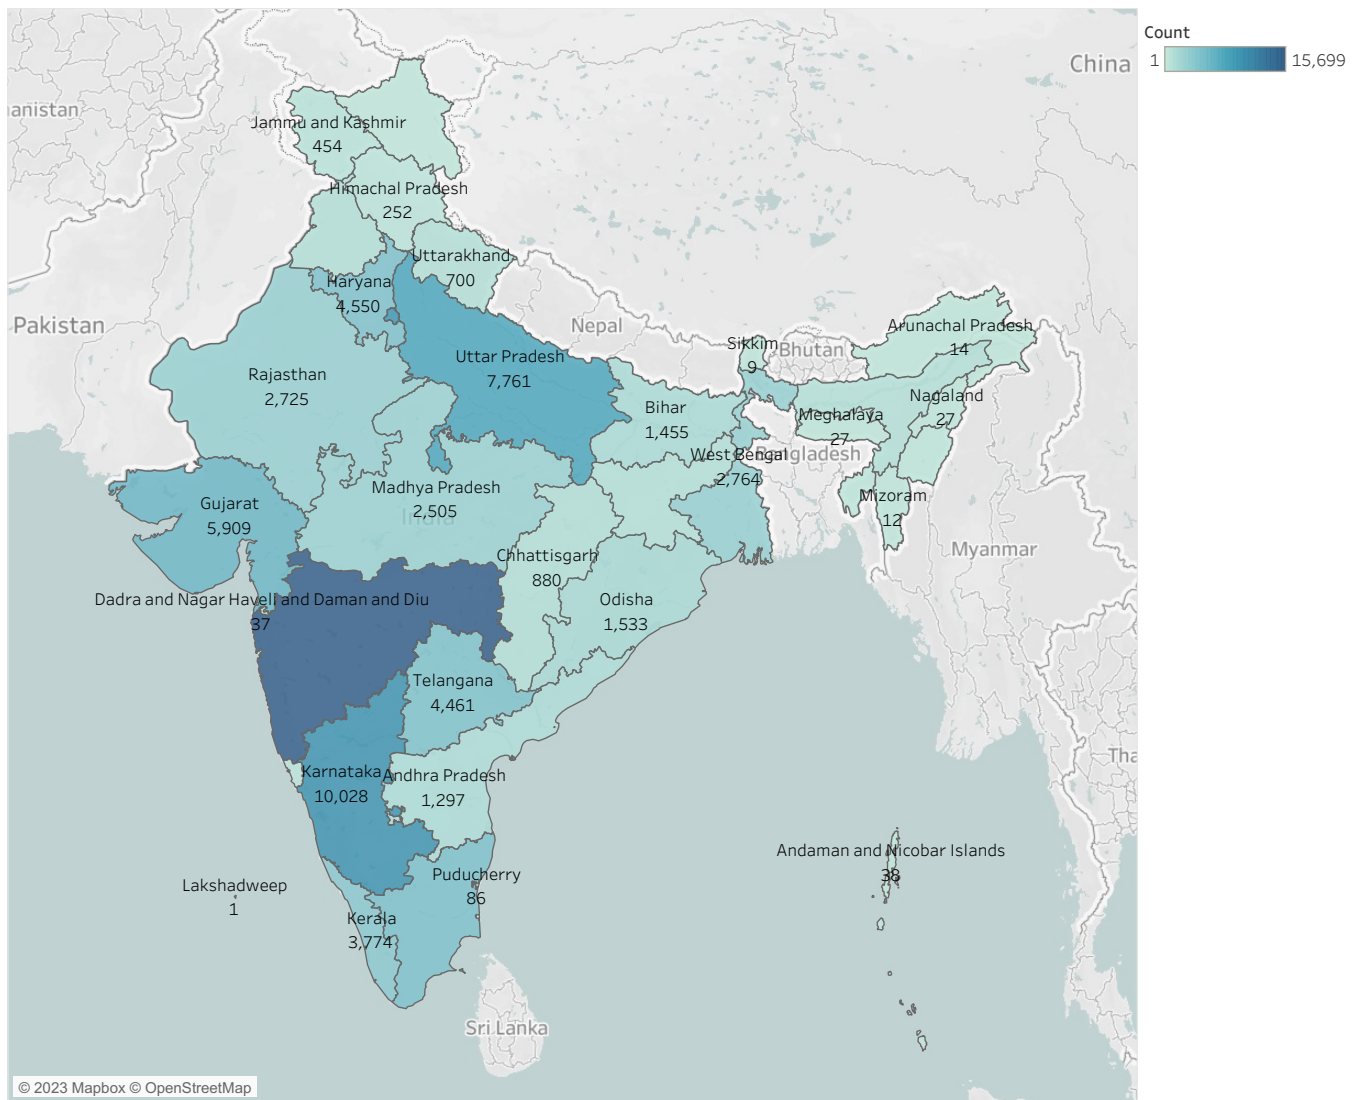 Count
1
15,699
China
hanistan
Jammu and Kashmir
454
Himachal Pradesh
252
Uttarakhand
700
Haryana
4,550
Pakistan
Nepal
Sikkim
9
Bhutan
Arunachal Pradesh
14
Uttar Pradesh
7,761
Rajasthan
2,725
Bihar
1,455
Nagaland
27
Meghalaya
27
West Bengal
2,764
Bangladesh
Madhya Pradesh
2,505
India
Gujarat
5,909
Mizoram
12
Myanmar
Chhattisgarh
880
Dadra and Nagar Haveli and Daman and Diu
37
Odisha
1,533
Telangana
4,461
Tha
Karnataka
10,028
Andhra Pradesh
1,297
Andaman and Nicobar Islands
38
Puducherry
86
Lakshadweep
1
Kerala
3,774
Sri Lanka
© 2023 Mapbox © OpenStreetMap